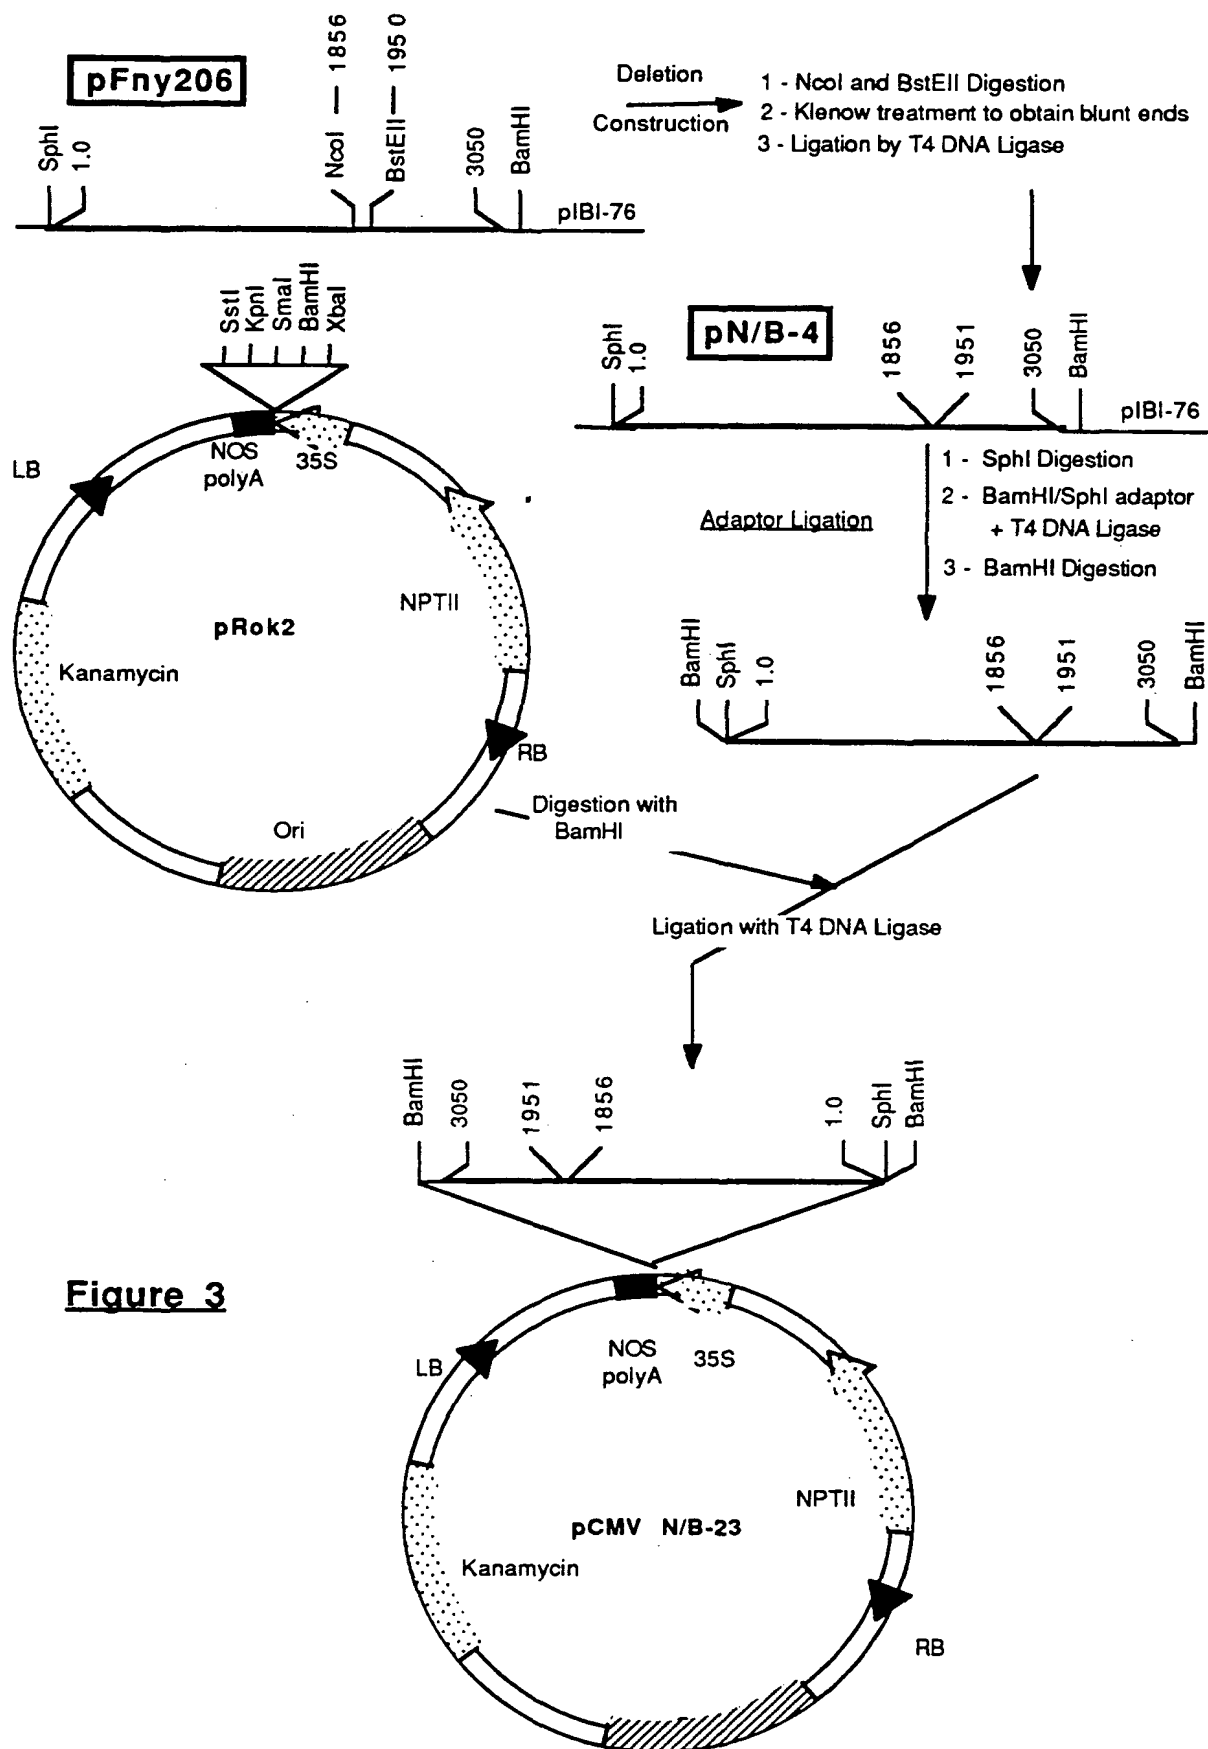 pFny206
SphI
1.0
NcoI — 1856
BstEII — 195 0
3050
BamHI
pIBI-76
Deletion
Construction
1 - NcoI and BstEII Digestion
2 - Klenow treatment to obtain blunt ends
3 - Ligation by T4 DNA Ligase
SstI
KpnI
SmaI
BamHI
XbaI
NOS
polyA
35S
LB
NPTII
pRok2
Kanamycin
RB
Ori
Digestion with
BamHI
pN/B-4
SphI
1.0
1856
1951
3050
BamHI
pIBI-76
Adaptor Ligation
1 - SphI Digestion
2 - BamHI/SphI adaptor
+ T4 DNA Ligase
3 - BamHI Digestion
BamHI
SphI
1.0
1856
1951
3050
BamHI
Ligation with T4 DNA Ligase
BamHI
3050
1951
1856
1.0
SphI
BamHI
Figure 3
NOS
polyA
35S
LB
NPTII
pCMV N/B-23
Kanamycin
RB